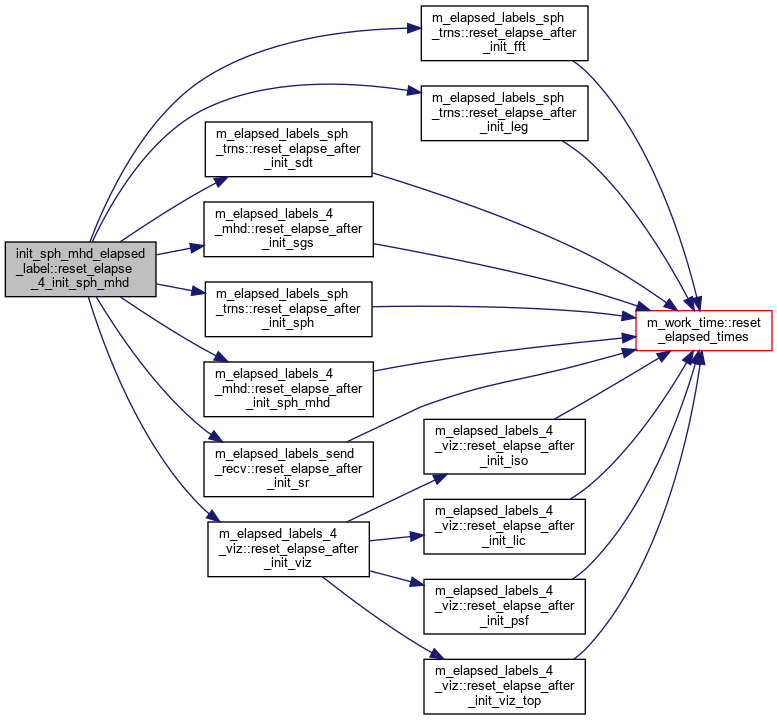 init_sph_mhd_elapsed
_label::reset_elapse
_4_init_sph_mhd
m_elapsed_labels_sph
_trns::reset_elapse_after
_init_fft
m_elapsed_labels_sph
_trns::reset_elapse_after
_init_leg
m_elapsed_labels_sph
_trns::reset_elapse_after
_init_sdt
m_elapsed_labels_4
_mhd::reset_elapse_after
_init_sgs
m_elapsed_labels_sph
_trns::reset_elapse_after
_init_sph
m_elapsed_labels_4
_mhd::reset_elapse_after
_init_sph_mhd
m_elapsed_labels_send
_recv::reset_elapse_after
_init_sr
m_elapsed_labels_4
_viz::reset_elapse_after
_init_viz
m_elapsed_labels_4
_viz::reset_elapse_after
_init_iso
m_elapsed_labels_4
_viz::reset_elapse_after
_init_lic
m_elapsed_labels_4
_viz::reset_elapse_after
_init_psf
m_elapsed_labels_4
_viz::reset_elapse_after
_init_viz_top
m_work_time::reset
_elapsed_times